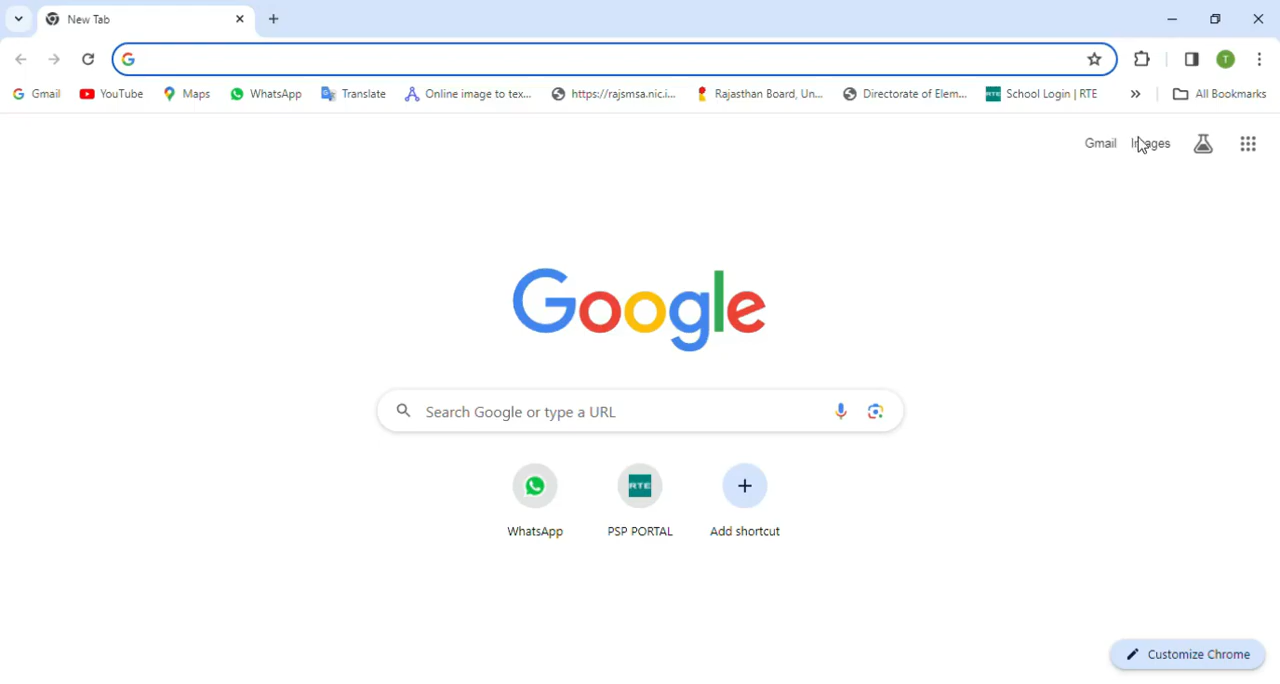 New Tab
Gmail YouTube Maps WhatsApp Translate Online image to tex... https://rajsmsa.nic.i... Rajasthan Board, Un... Directorate of Elem... RTE School Login | RTE » All Bookmarks
T
Gmail Images
Google
Search Google or type a URL
RTE
WhatsApp PSP PORTAL Add shortcut
Customize Chrome